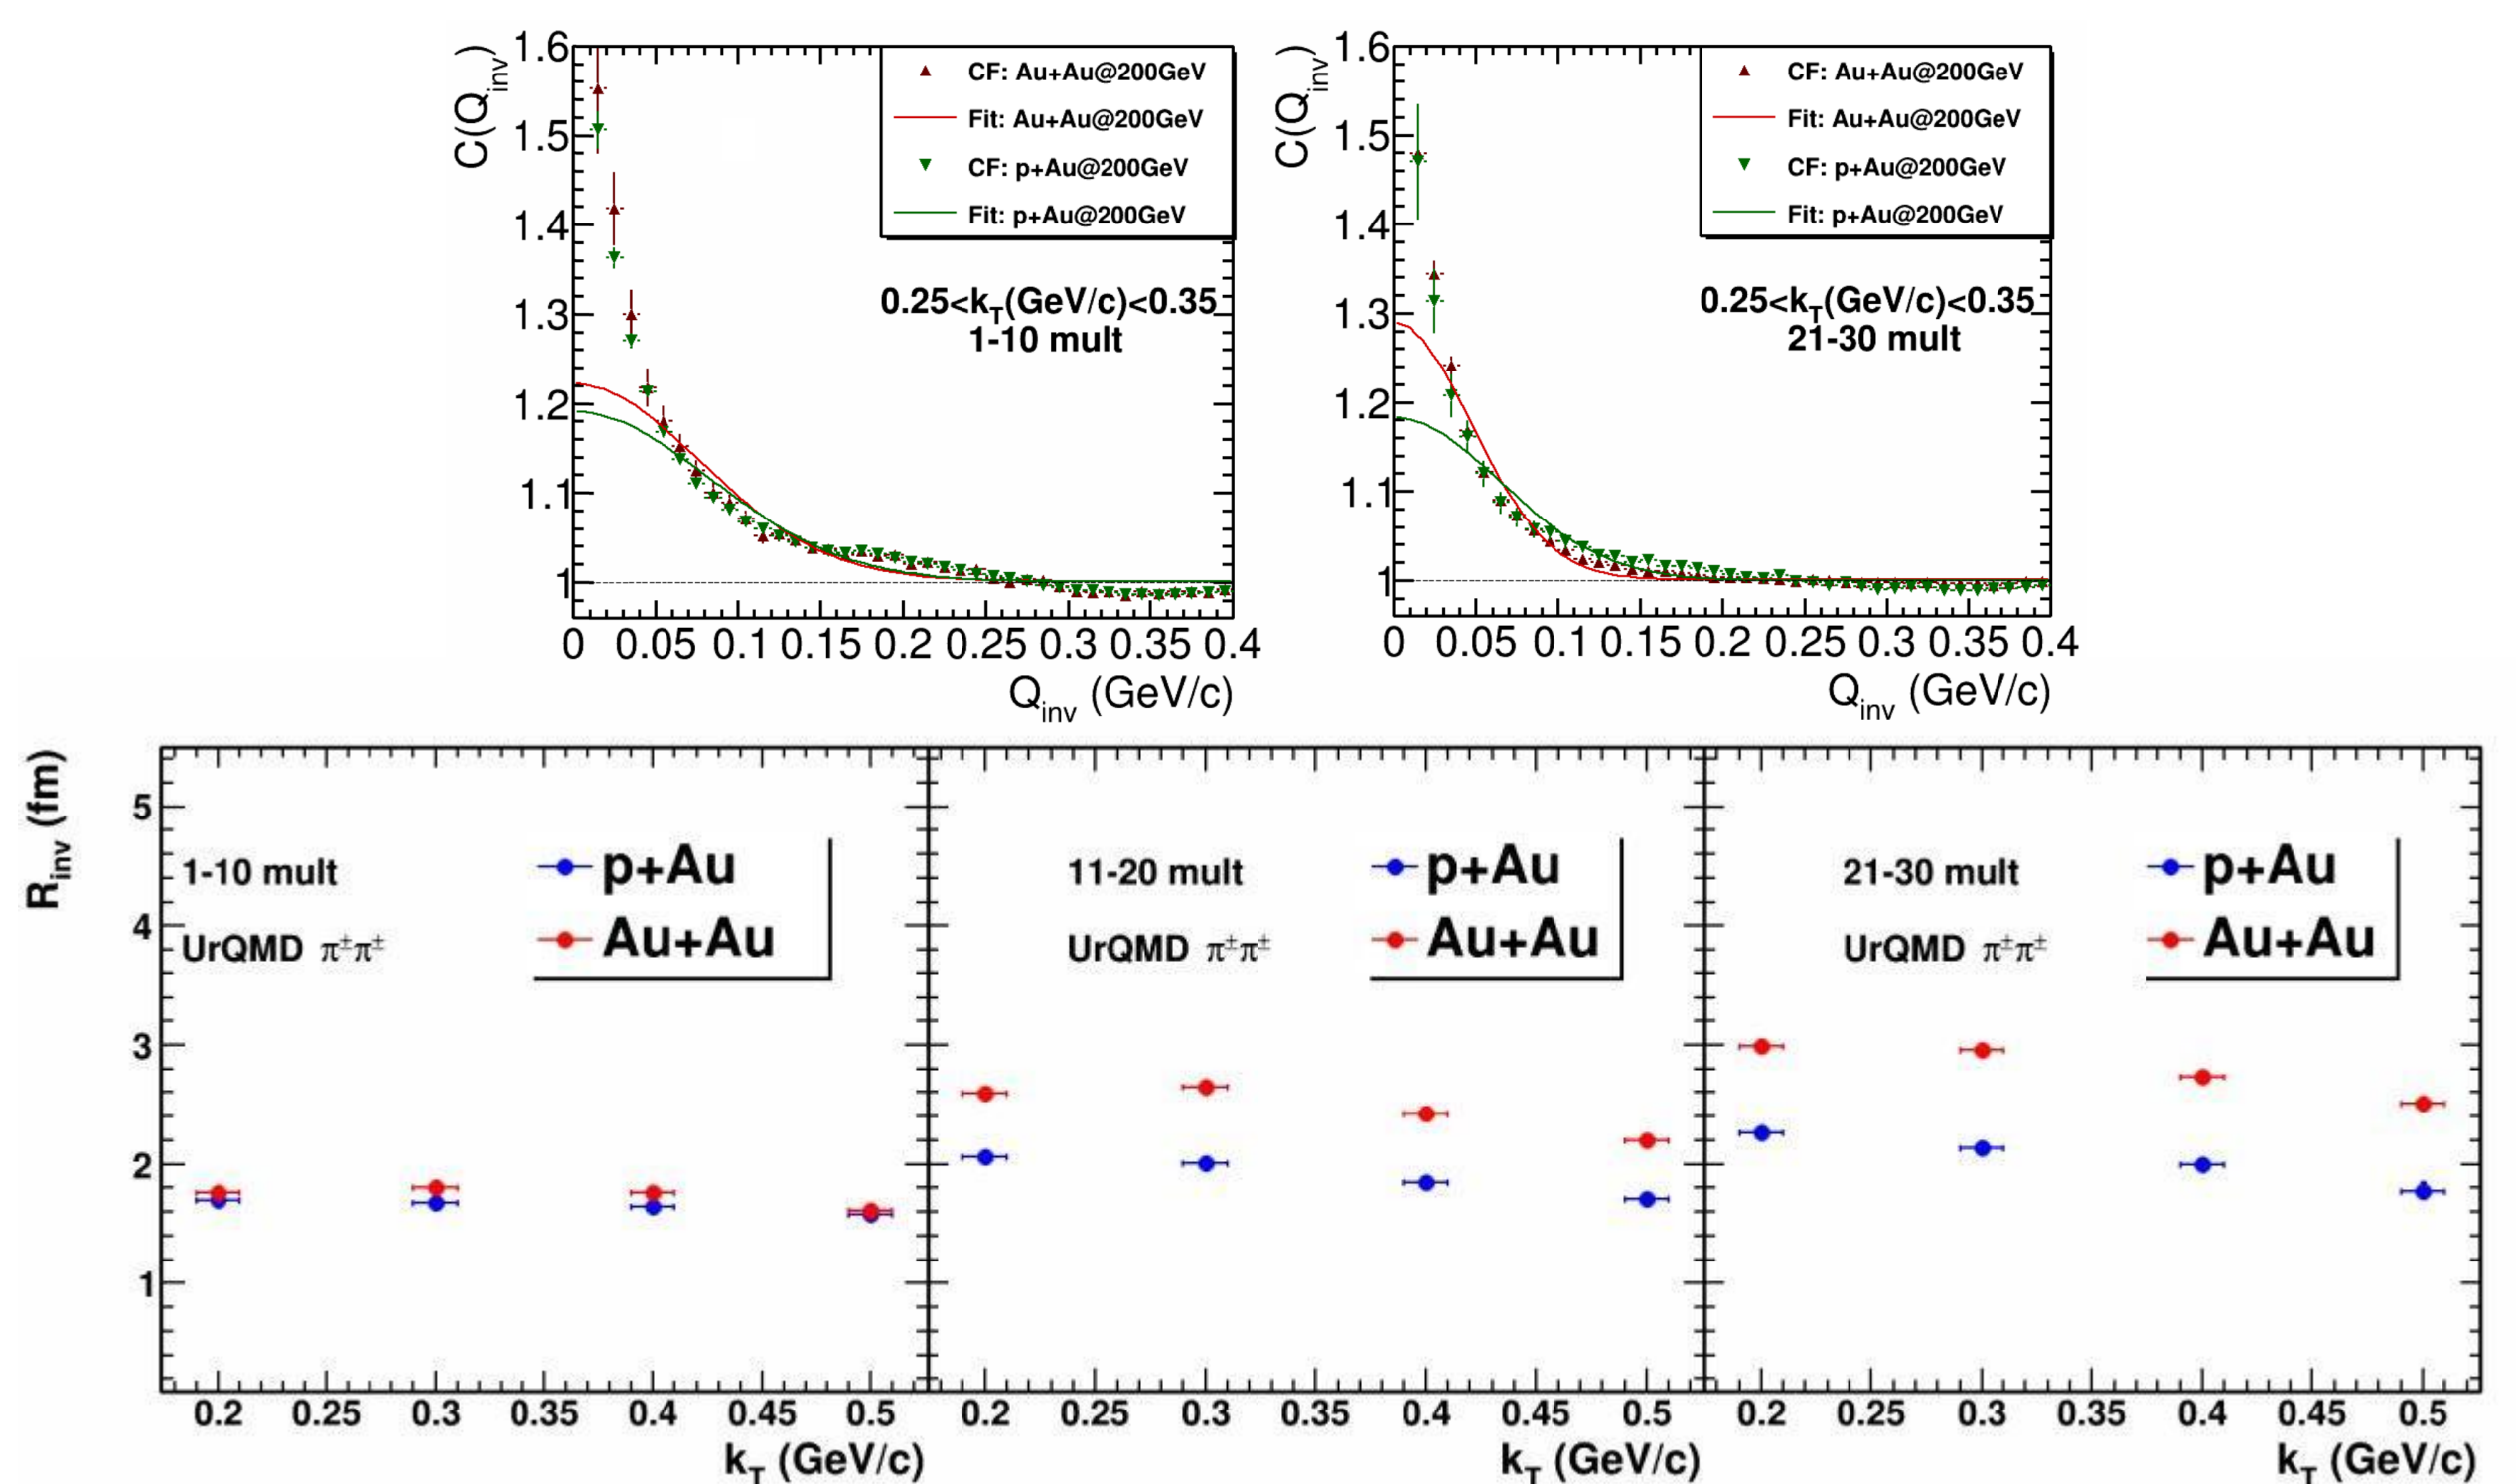 C(Q_inv)
1.6
1.5
1.4
1.3
1.2
1.1
1
CF: Au+Au@200GeV
Fit: Au+Au@200GeV
CF: p+Au@200GeV
Fit: p+Au@200GeV
0.25<k_T(GeV/c)<0.35
1-10 mult
0 0.05 0.1 0.15 0.2 0.25 0.3 0.35 0.4
Q_inv (GeV/c)
C(Q_inv)
1.6
1.5
1.4
1.3
1.2
1.1
1
CF: Au+Au@200GeV
Fit: Au+Au@200GeV
CF: p+Au@200GeV
Fit: p+Au@200GeV
0.25<k_T(GeV/c)<0.35
21-30 mult
0 0.05 0.1 0.15 0.2 0.25 0.3 0.35 0.4
Q_inv (GeV/c)
R_inv (fm)
5
4
3
2
1
1-10 mult
UrQMD π±π±
p+Au
Au+Au
0.2 0.25 0.3 0.35 0.4 0.45 0.5
k_T (GeV/c)
11-20 mult
UrQMD π±π±
p+Au
Au+Au
0.2 0.25 0.3 0.35 0.4 0.45 0.5
k_T (GeV/c)
21-30 mult
UrQMD π±π±
p+Au
Au+Au
0.2 0.25 0.3 0.35 0.4 0.45 0.5
k_T (GeV/c)